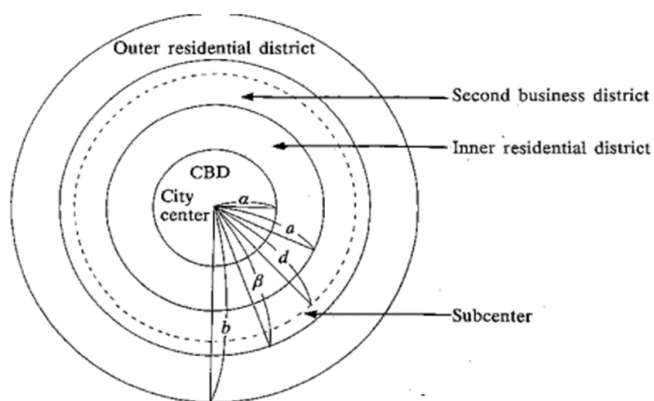 Outer residential district
Second business district
Inner residential district
CBD
City
center
α
a
d
β
b
Subcenter